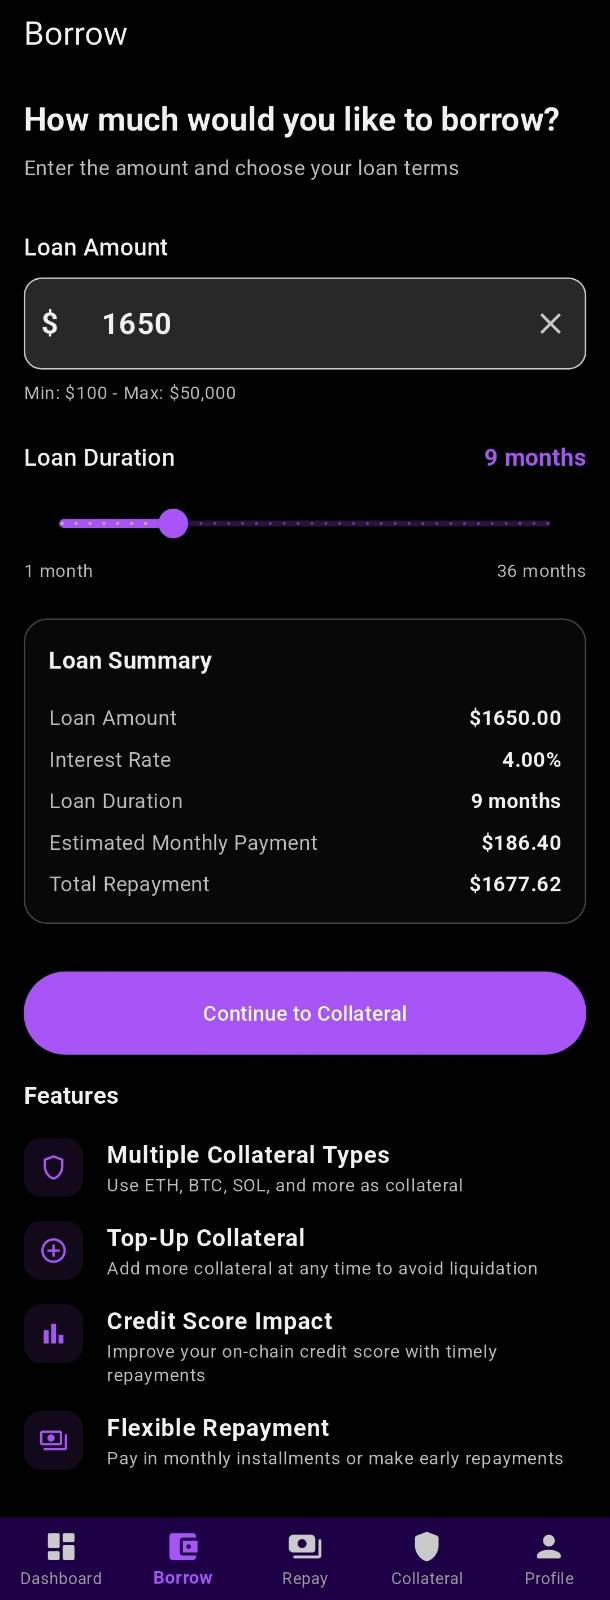 Borrow
How much would you like to borrow?
Enter the amount and choose your loan terms
Loan Amount
$ 1650
Min: $100 - Max: $50,000
Loan Duration 9 months
1 month 36 months
Loan Summary
Loan Amount $1650.00
Interest Rate 4.00%
Loan Duration 9 months
Estimated Monthly Payment $186.40
Total Repayment $1677.62
Continue to Collateral
Features
Multiple Collateral Types
Use ETH, BTC, SOL, and more as collateral
Top-Up Collateral
Add more collateral at any time to avoid liquidation
Credit Score Impact
Improve your on-chain credit score with timely
repayments
Flexible Repayment
Pay in monthly installments or make early repayments
Dashboard Borrow Repay Collateral Profile